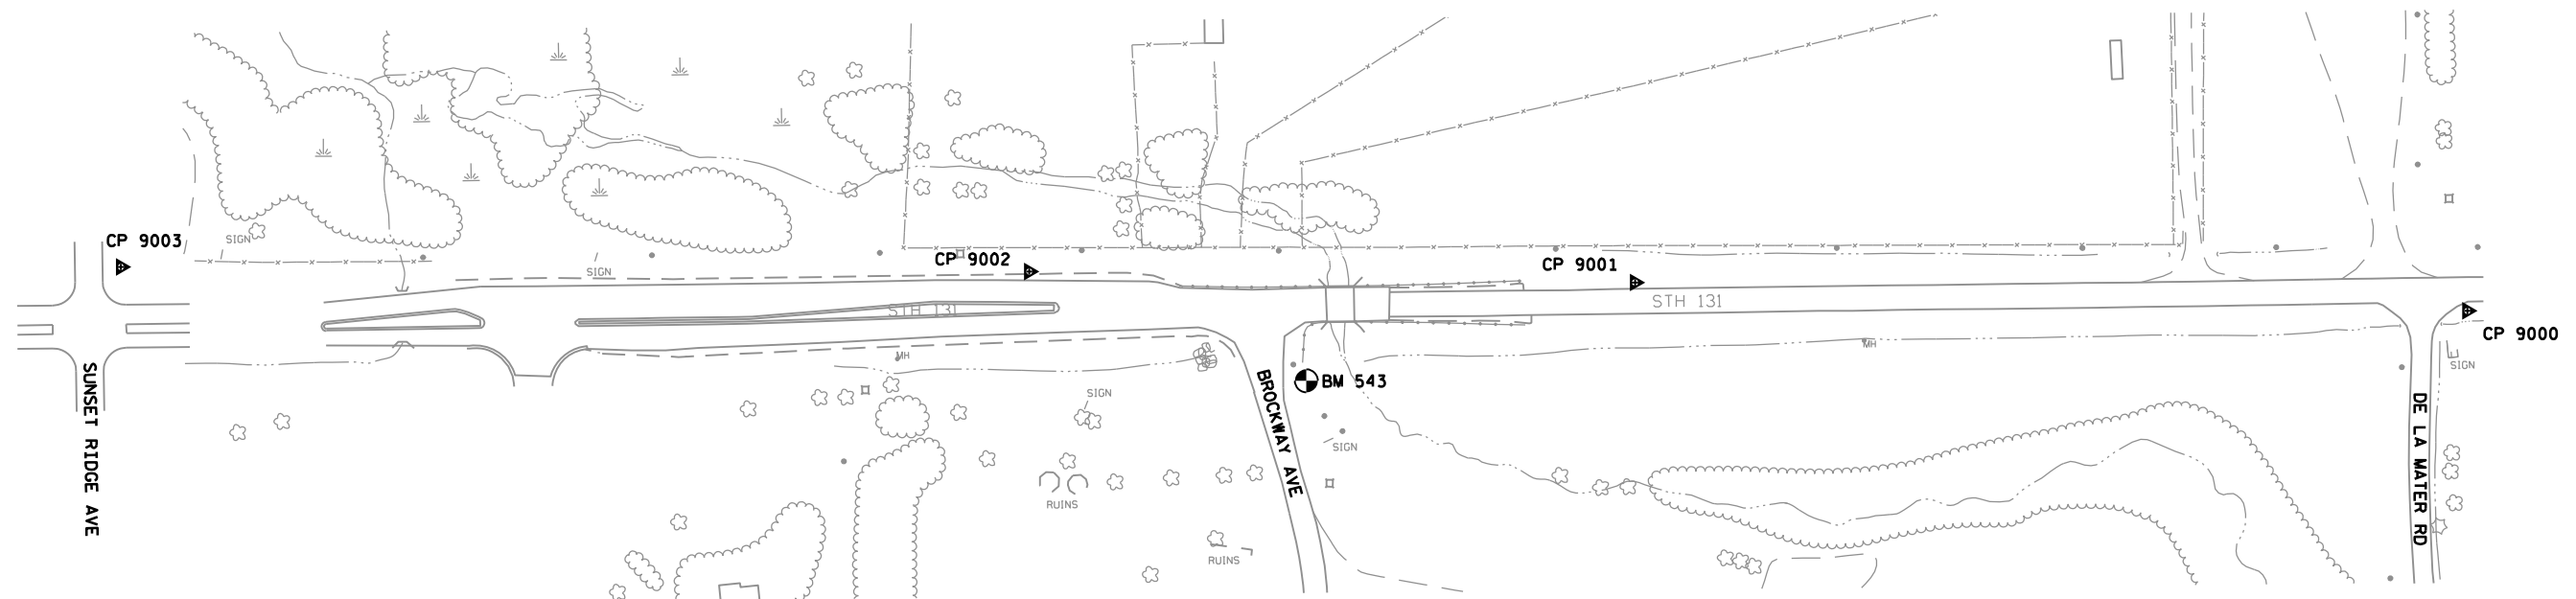 CP 9003
SIGN
SIGN
CP 9002
CP 9001
STH 131
STH 131
CP 9000
MH
MH
SIGN
SUNSET RIDGE AVE
BROCKWAY AVE
BM 543
SIGN
SIGN
DE LA MATER RD
RUINS
RUINS